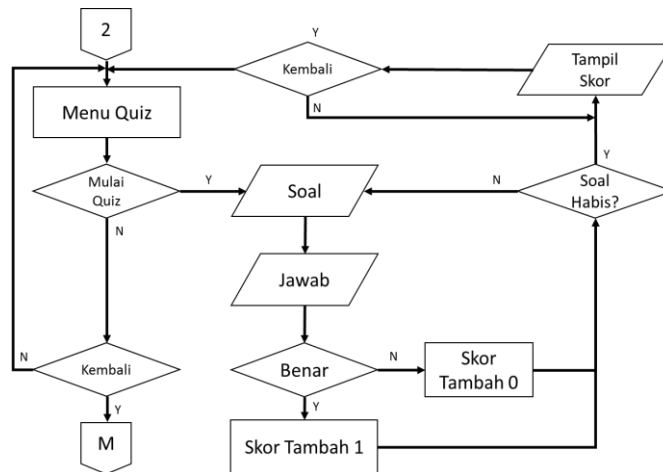 2
Y
Kembali
N
Tampil
Skor
Menu Quiz
Y
Mulai
Quiz
Y
N
Soal
N
Soal
Habis?
Jawab
N
Kembali
Y
M
Benar
N
Y
Skor
Tambah 0
Skor Tambah 1